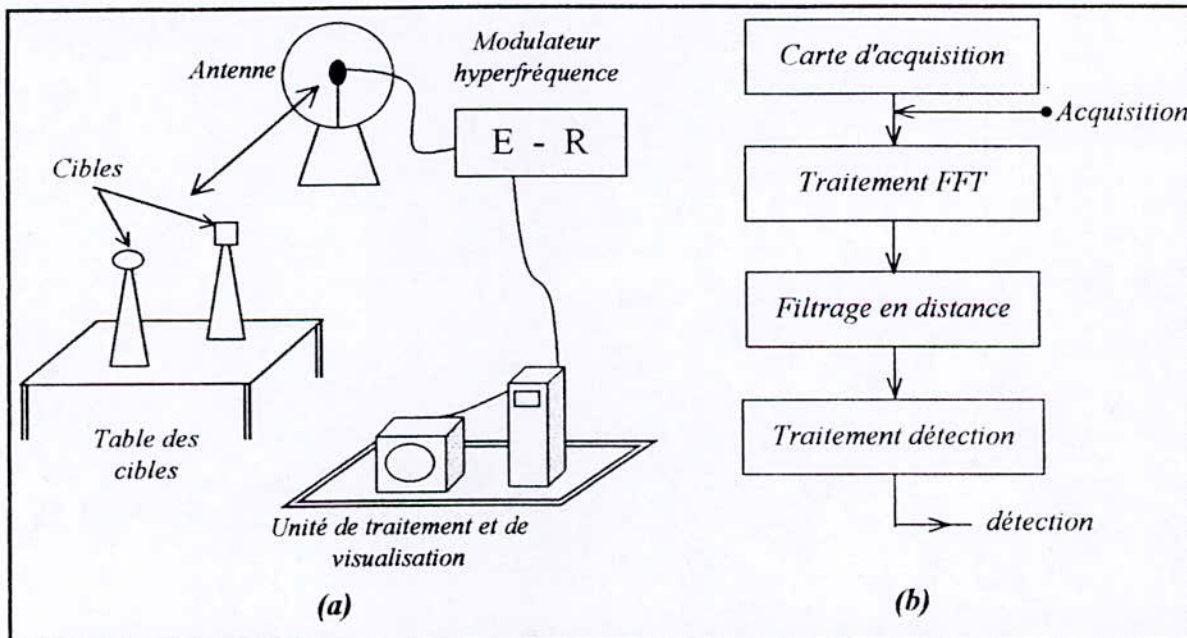 Antenne
Modulateur
hyperfréquence
E - R
Cibles
Table des
cibles
Unité de traitement et de
visualisation
(a)
Carte d'acquisition
Acquisition
Traitement FFT
Filtrage en distance
Traitement détection
détection
(b)